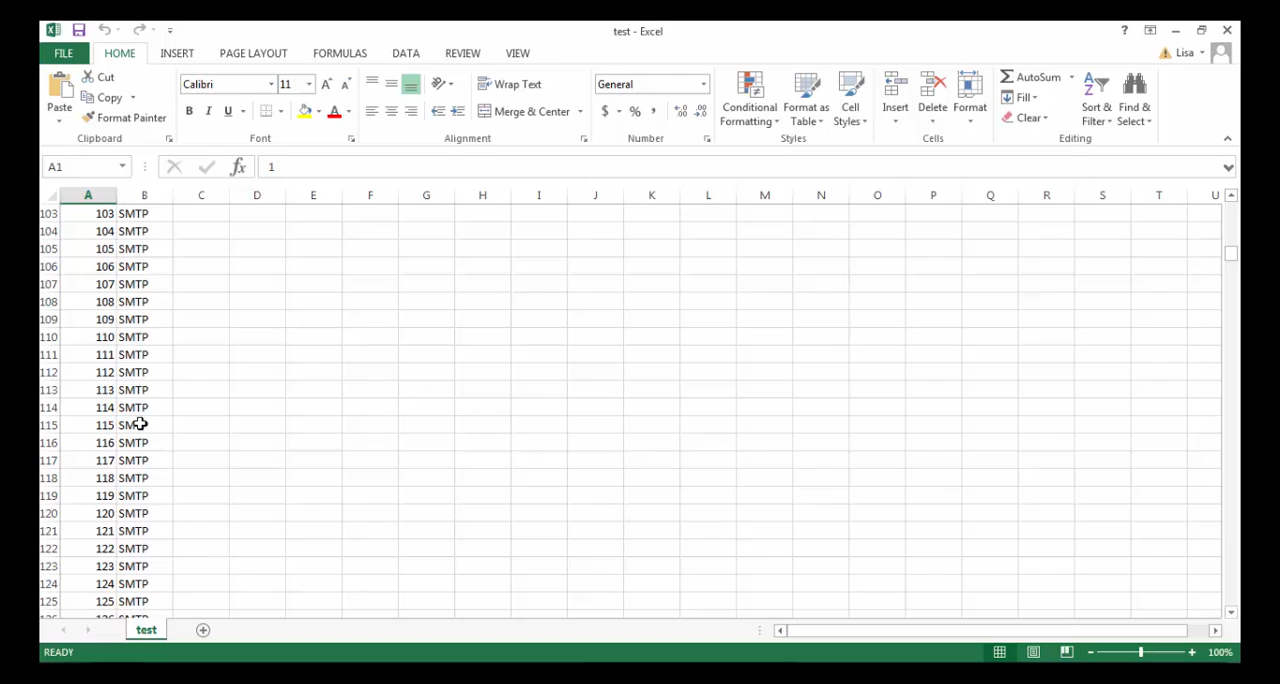 test - Excel
?
FILE HOME INSERT PAGE LAYOUT FORMULAS DATA REVIEW VIEW Lisa
Paste
Cut
Copy
Format Painter
Clipboard
Calibri 11 A A
B I U A
Font
Wrap Text
Merge & Center
Alignment
General
$ % , .00
Number
Conditional Formatting
Format as Table
Cell Styles
Styles
Insert
Delete
Format
Cells
AutoSum
Fill
Clear
Sort & Filter
Find & Select
Editing
A1 fx 1
A B C D E F G H I J K L M N O P Q R S T U
103 103 SMTP
104 104 SMTP
105 105 SMTP
106 106 SMTP
107 107 SMTP
108 108 SMTP
109 109 SMTP
110 110 SMTP
111 111 SMTP
112 112 SMTP
113 113 SMTP
114 114 SMTP
115 115
116 116 SMTP
117 117 SMTP
118 118 SMTP
119 119 SMTP
120 120 SMTP
121 121 SMTP
122 122 SMTP
123 123 SMTP
124 124 SMTP
125 125 SMTP
test
READY 100%